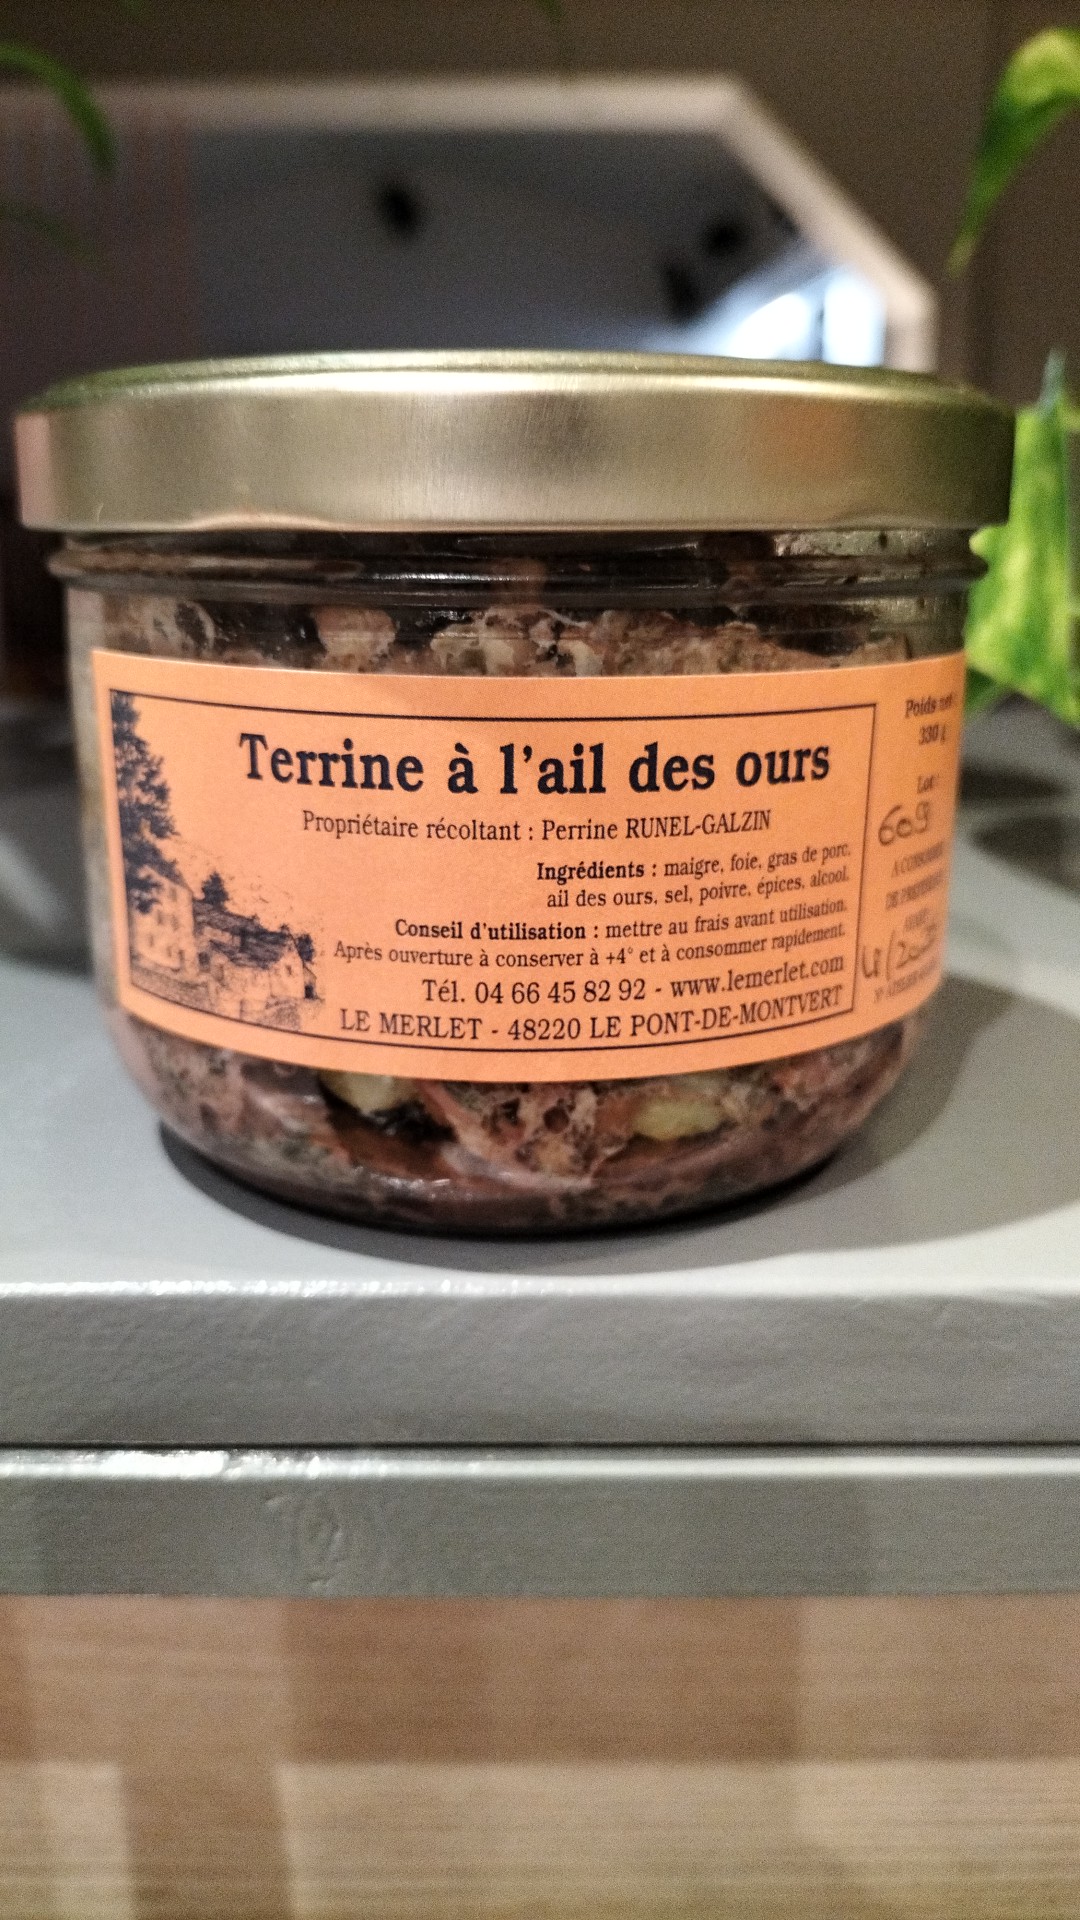 Terrine à l'ail des ours
Propriétaire récoltant : Perrine RUNEL-GALZIN
Ingrédients : maigre, foie, gras de porc,
ail des ours, sel, poivre, épices, alcool.
Conseil d'utilisation : mettre au frais avant utilisation.
Après ouverture à conserver à +4° et à consommer rapidement.
Tél. 04 66 45 82 92 - www.lemerlet.com
LE MERLET - 48220 LE PONT-DE-MONTVERT
Poids net :
330 g
Lot :
609
A CONSOMMER
DE PREFERENCE